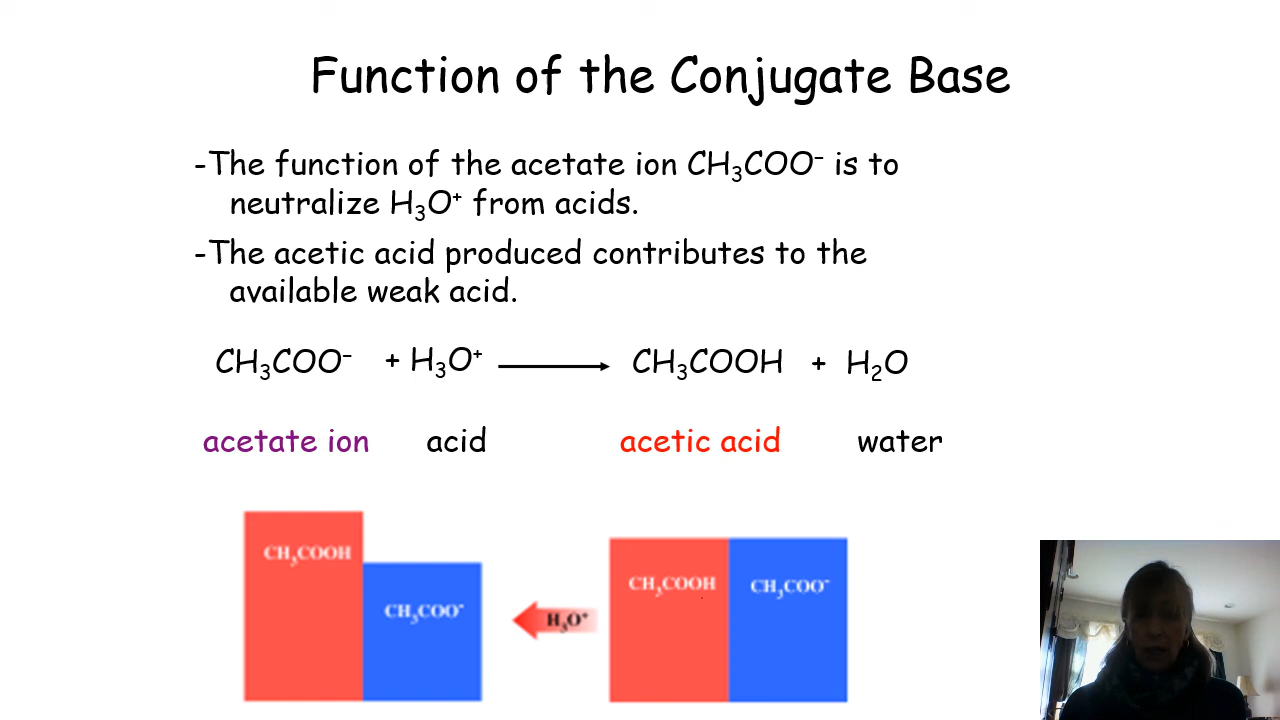 Function of the Conjugate Base
-The function of the acetate ion CH₃COO⁻ is to
neutralize H₃O⁺ from acids.
-The acetic acid produced contributes to the
available weak acid.
CH₃COO⁻ + H₃O⁺ ⟶ CH₃COOH + H₂O
acetate ion acid acetic acid water
CH₃COOH
CH₃COO⁻
H₃O⁺
CH₃COOH
CH₃COO⁻